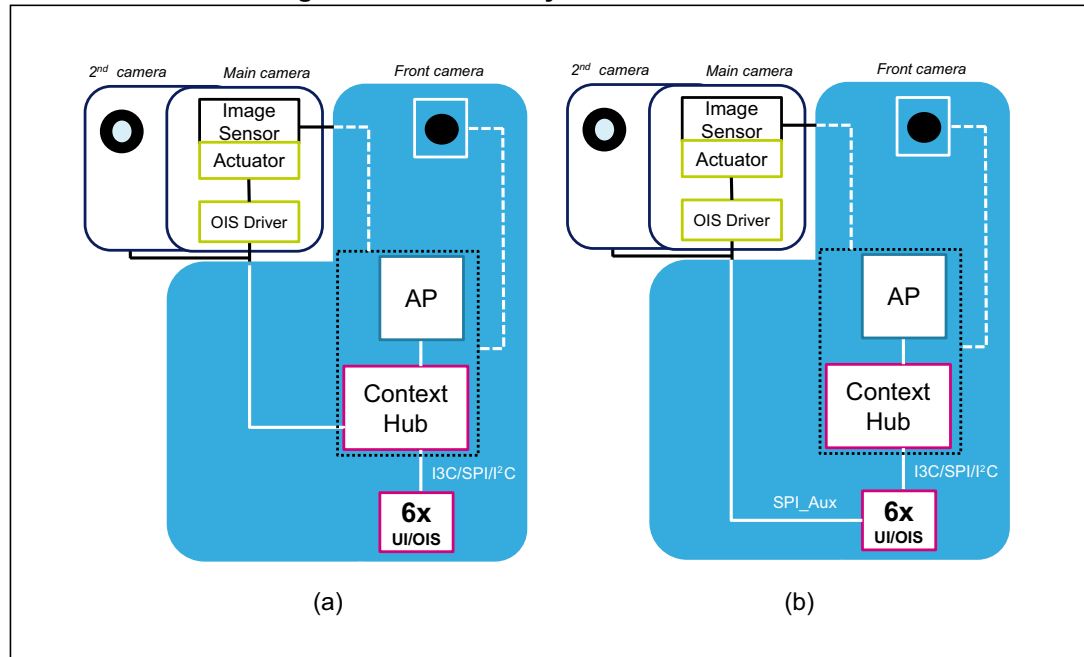 2nd camera
Main camera
Front camera
Image
Sensor
Actuator
OIS Driver
AP
Context
Hub
I3C/SPI/I²C
6x
UI/OIS
(a)
2nd camera
Main camera
Front camera
Image
Sensor
Actuator
OIS Driver
AP
Context
Hub
I3C/SPI/I²C
SPI_Aux
6x
UI/OIS
(b)